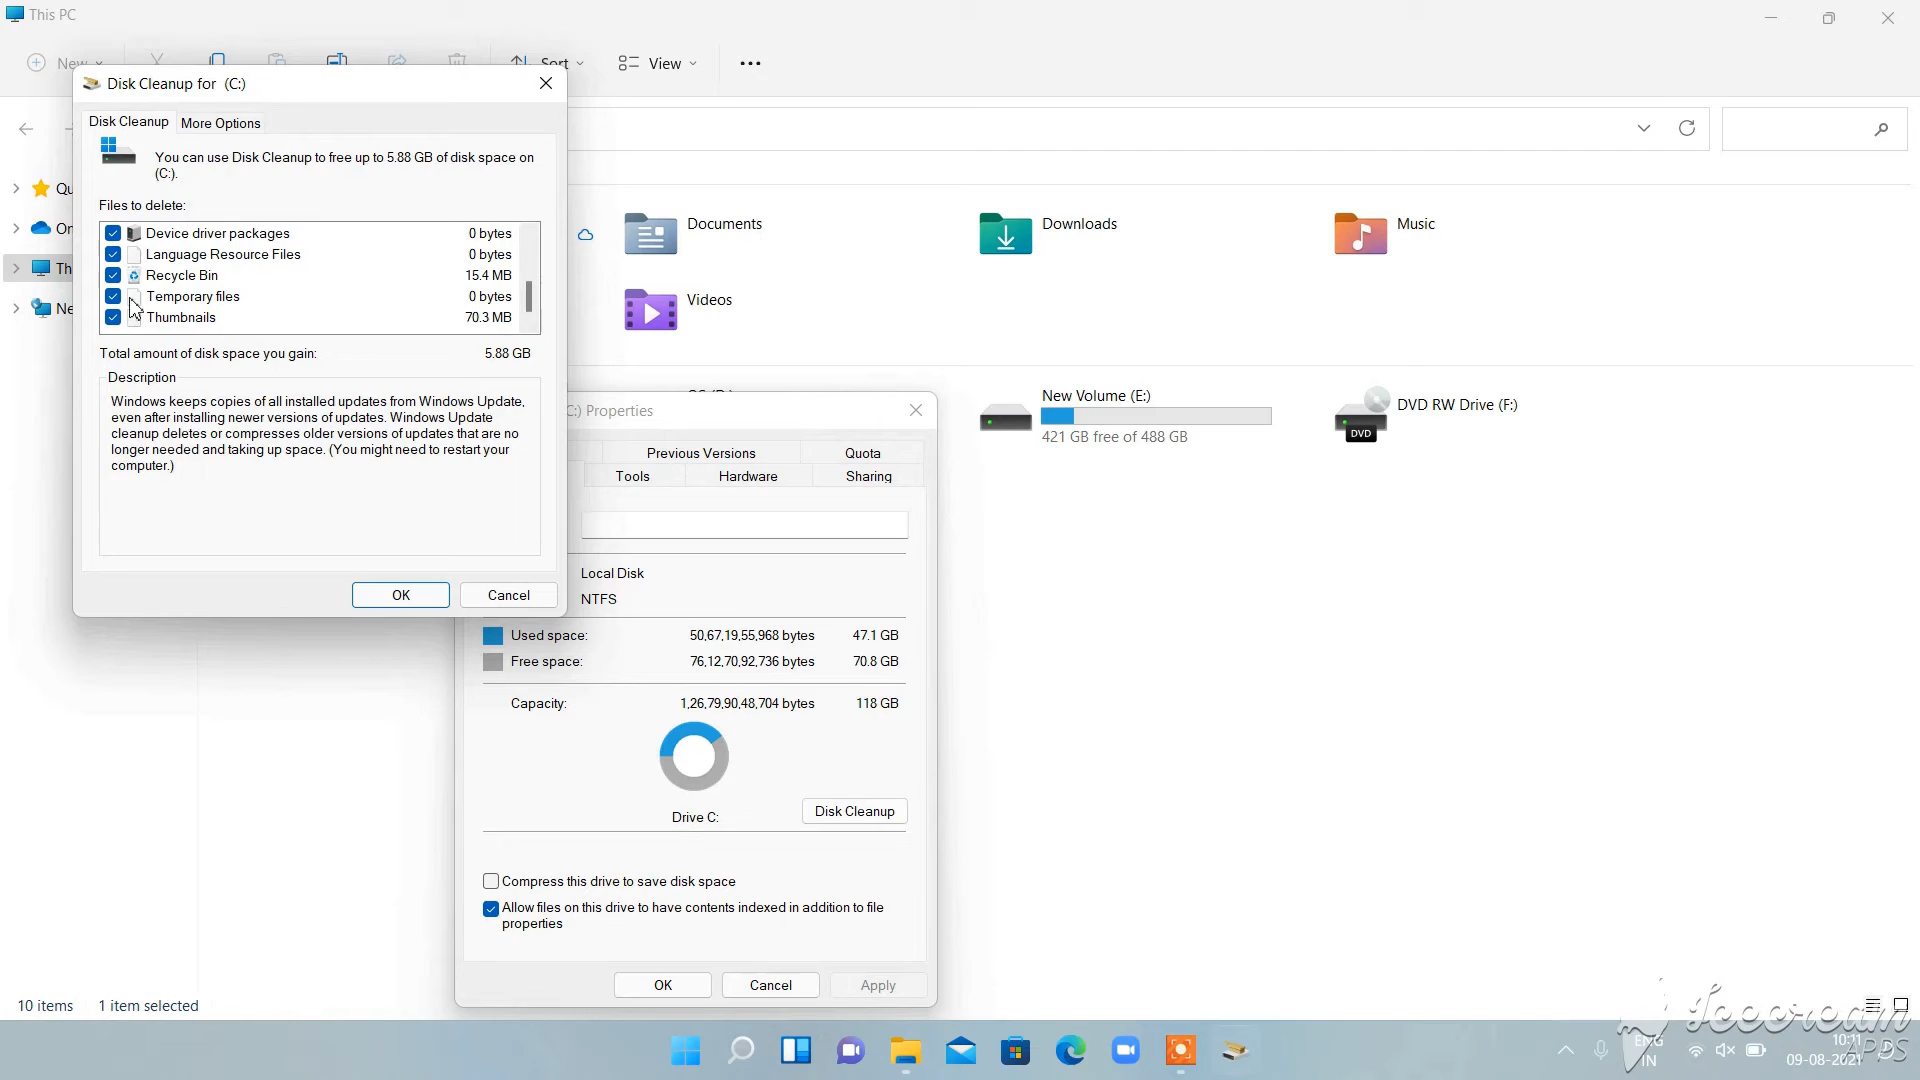 This PC
New
Sort
View
Disk Cleanup for (C:)
Disk Cleanup
More Options
You can use Disk Cleanup to free up to 5.88 GB of disk space on
(C:).
Files to delete:
Device driver packages 0 bytes
Language Resource Files 0 bytes
Recycle Bin 15.4 MB
Temporary files 0 bytes
Thumbnails 70.3 MB
Total amount of disk space you gain: 5.88 GB
Description
Windows keeps copies of all installed updates from Windows Update,
even after installing newer versions of updates. Windows Update
cleanup deletes or compresses older versions of updates that are no
longer needed and taking up space. (You might need to restart your
computer.)
OK
Cancel
Documents
Downloads
Music
Videos
New Volume (E:)
421 GB free of 488 GB
DVD RW Drive (F:)
DVD
(C:) Properties
Previous Versions
Quota
Tools
Hardware
Sharing
Local Disk
NTFS
Used space: 50,67,19,55,968 bytes 47.1 GB
Free space: 76,12,70,92,736 bytes 70.8 GB
Capacity: 1,26,79,90,48,704 bytes 118 GB
Drive C:
Disk Cleanup
Compress this drive to save disk space
Allow files on this drive to have contents indexed in addition to file
properties
OK
Cancel
Apply
10 items
1 item selected
Icecream
APPS
ENG
IN
09-08-2021